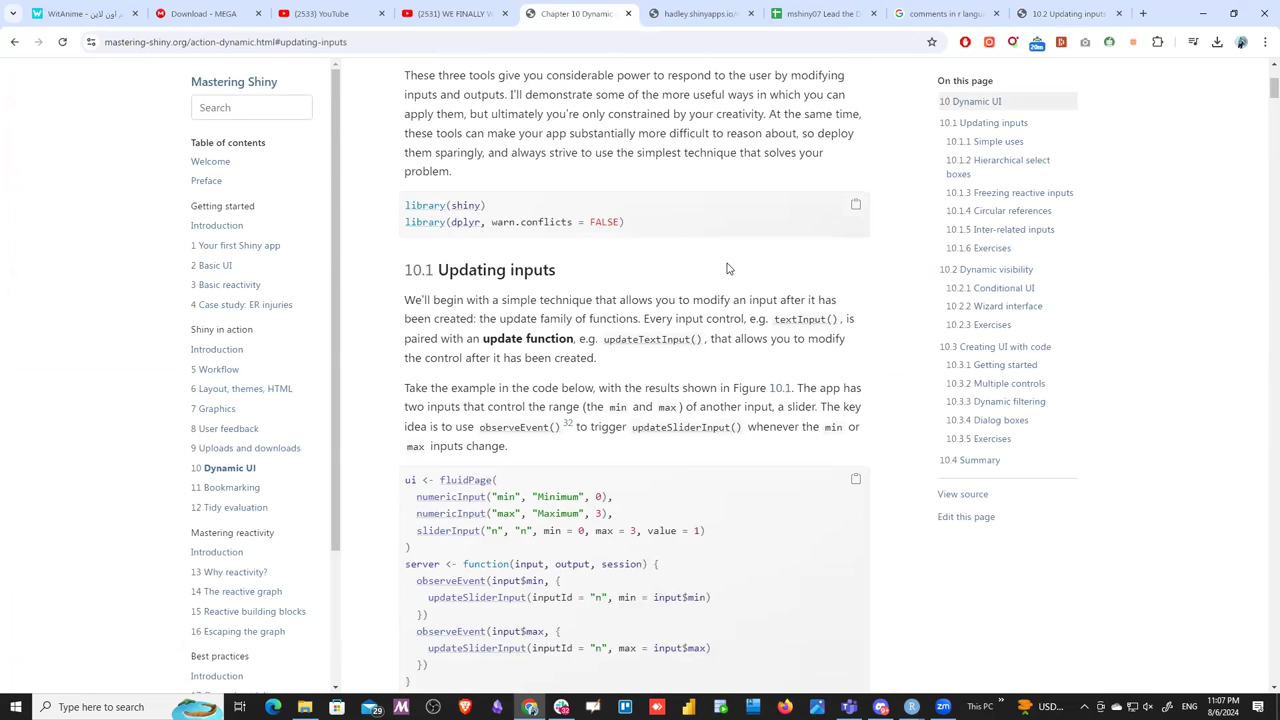 WitAnime - اون لاين
Download - MEGA
(2533) YouTube
(2531) WE FINALLY W
Chapter 10 Dynamic
hadley.shinyapps.io
mshiny07 Lead the D
comments in r - Goo
10.2 Updating inputs
mastering-shiny.org/action-dynamic.html#updating-inputs
20m
Mastering Shiny
Search
Table of contents
Welcome
Preface
Getting started
Introduction
1 Your first Shiny app
2 Basic UI
3 Basic reactivity
4 Case study: ER injuries
Shiny in action
Introduction
5 Workflow
6 Layout, themes, HTML
7 Graphics
8 User feedback
9 Uploads and downloads
10 Dynamic UI
11 Bookmarking
12 Tidy evaluation
Mastering reactivity
Introduction
13 Why reactivity?
14 The reactive graph
15 Reactive building blocks
16 Escaping the graph
Best practices
Introduction
These three tools give you considerable power to respond to the user by modifying
inputs and outputs. I'll demonstrate some of the more useful ways in which you can
apply them, but ultimately you're only constrained by your creativity. At the same time,
these tools can make your app substantially more difficult to reason about, so deploy
them sparingly, and always strive to use the simplest technique that solves your
problem.
library(shiny)
library(dplyr, warn.conflicts = FALSE)
10.1 Updating inputs
We'll begin with a simple technique that allows you to modify an input after it has
been created: the update family of functions. Every input control, e.g. textInput(), is
paired with an update function, e.g. updateTextInput(), that allows you to modify
the control after it has been created.
Take the example in the code below, with the results shown in Figure 10.1. The app has
two inputs that control the range (the min and max) of another input, a slider. The key
idea is to use observeEvent() 32 to trigger updateSliderInput() whenever the min or
max inputs change.
ui <- fluidPage(
numericInput("min", "Minimum", 0),
numericInput("max", "Maximum", 3),
sliderInput("n", "n", min = 0, max = 3, value = 1)
)
server <- function(input, output, session) {
observeEvent(input$min, {
updateSliderInput(inputId = "n", min = input$min)
})
observeEvent(input$max, {
updateSliderInput(inputId = "n", max = input$max)
})
}
On this page
10 Dynamic UI
10.1 Updating inputs
10.1.1 Simple uses
10.1.2 Hierarchical select
boxes
10.1.3 Freezing reactive inputs
10.1.4 Circular references
10.1.5 Inter-related inputs
10.1.6 Exercises
10.2 Dynamic visibility
10.2.1 Conditional UI
10.2.2 Wizard interface
10.2.3 Exercises
10.3 Creating UI with code
10.3.1 Getting started
10.3.2 Multiple controls
10.3.3 Dynamic filtering
10.3.4 Dialog boxes
10.3.5 Exercises
10.4 Summary
View source
Edit this page
Type here to search
29
This PC
USD...
11:07 PM
8/6/2024